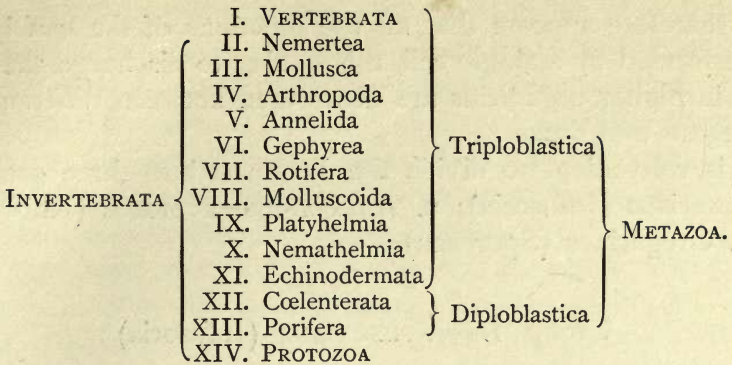 I. VERTEBRATA
II. Nemertea
III. Mollusca
IV. Arthropoda
V. Annelida
VI. Gephyrea
Triploblastica
VII. Rotifera
INVERTEBRATA
VIII. Molluscoida
IX. Platyhelmia
METAZOA.
X. Nemathelmia
XI. Echinodermata
XII. Cœlenterata
Diploblastica
XIII. Porifera
XIV. PROTOZOA